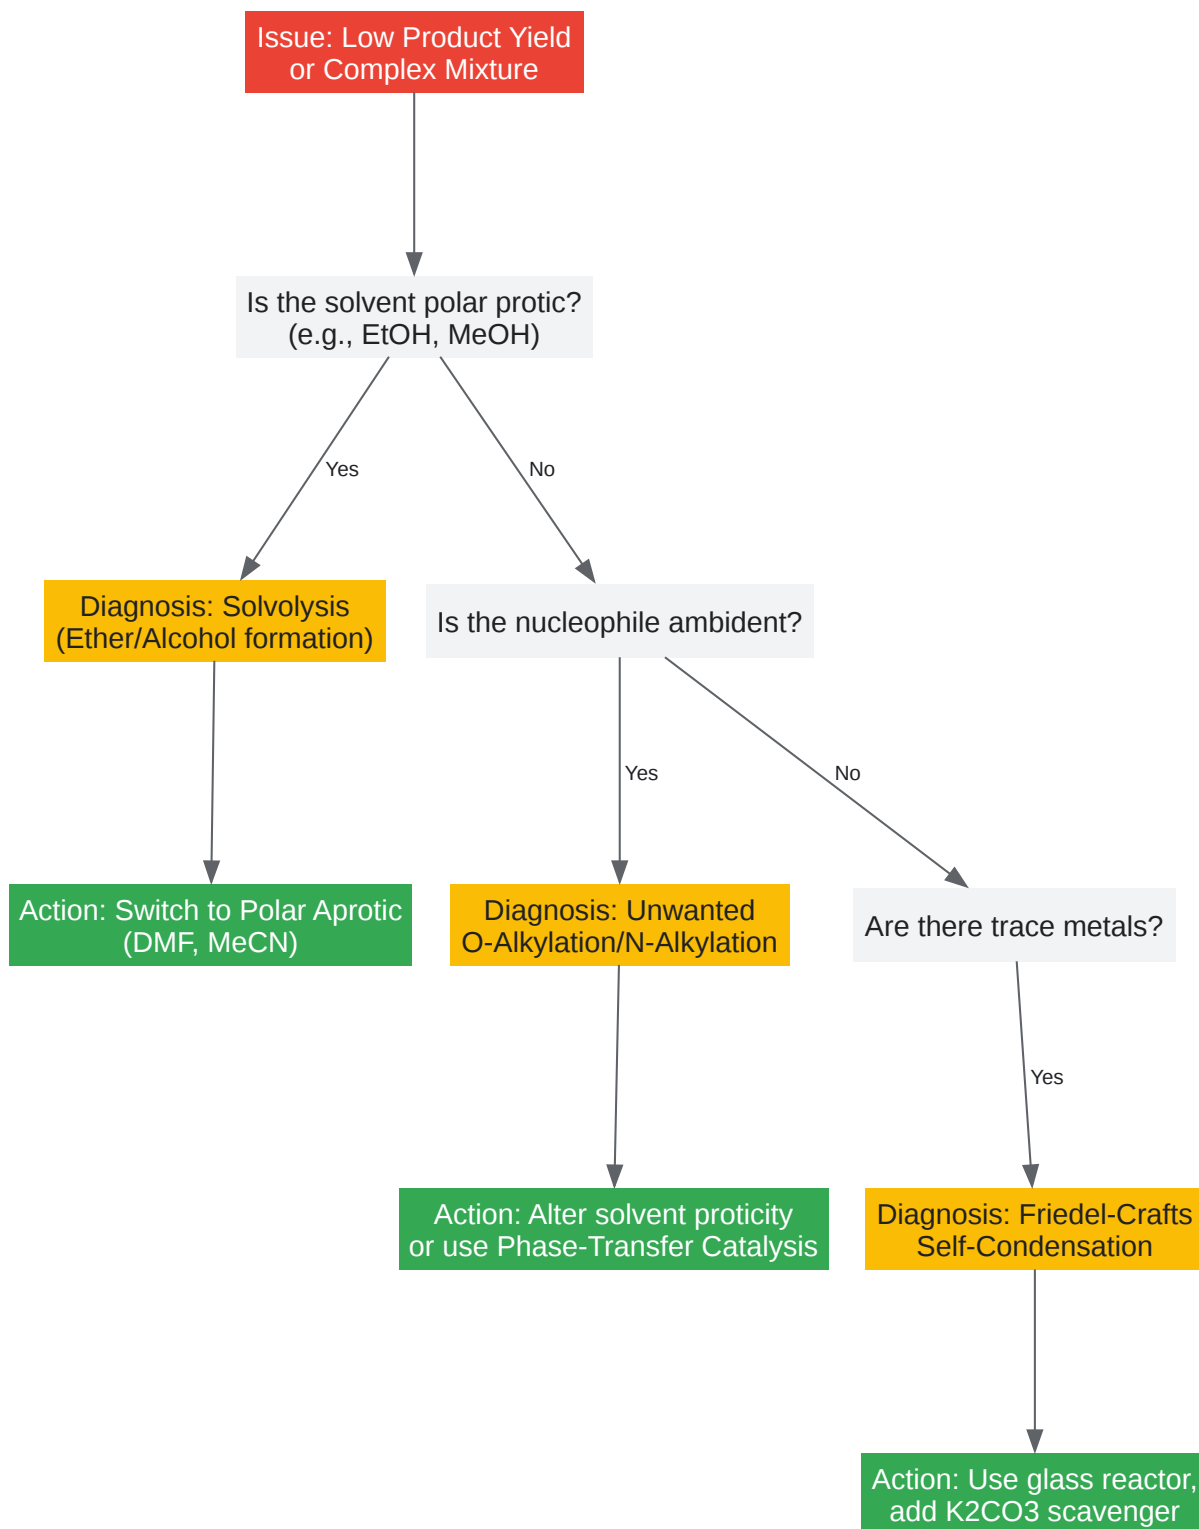 Issue: Low Product Yield
or Complex Mixture
Is the solvent polar protic?
(e.g., EtOH, MeOH)
Yes
No
Diagnosis: Solvolysis
(Ether/Alcohol formation)
Is the nucleophile ambident?
Yes
No
Action: Switch to Polar Aprotic
(DMF, MeCN)
Diagnosis: Unwanted
O-Alkylation/N-Alkylation
Are there trace metals?
Yes
Action: Alter solvent proticity
or use Phase-Transfer Catalysis
Diagnosis: Friedel-Crafts
Self-Condensation
Action: Use glass reactor,
add K2CO3 scavenger